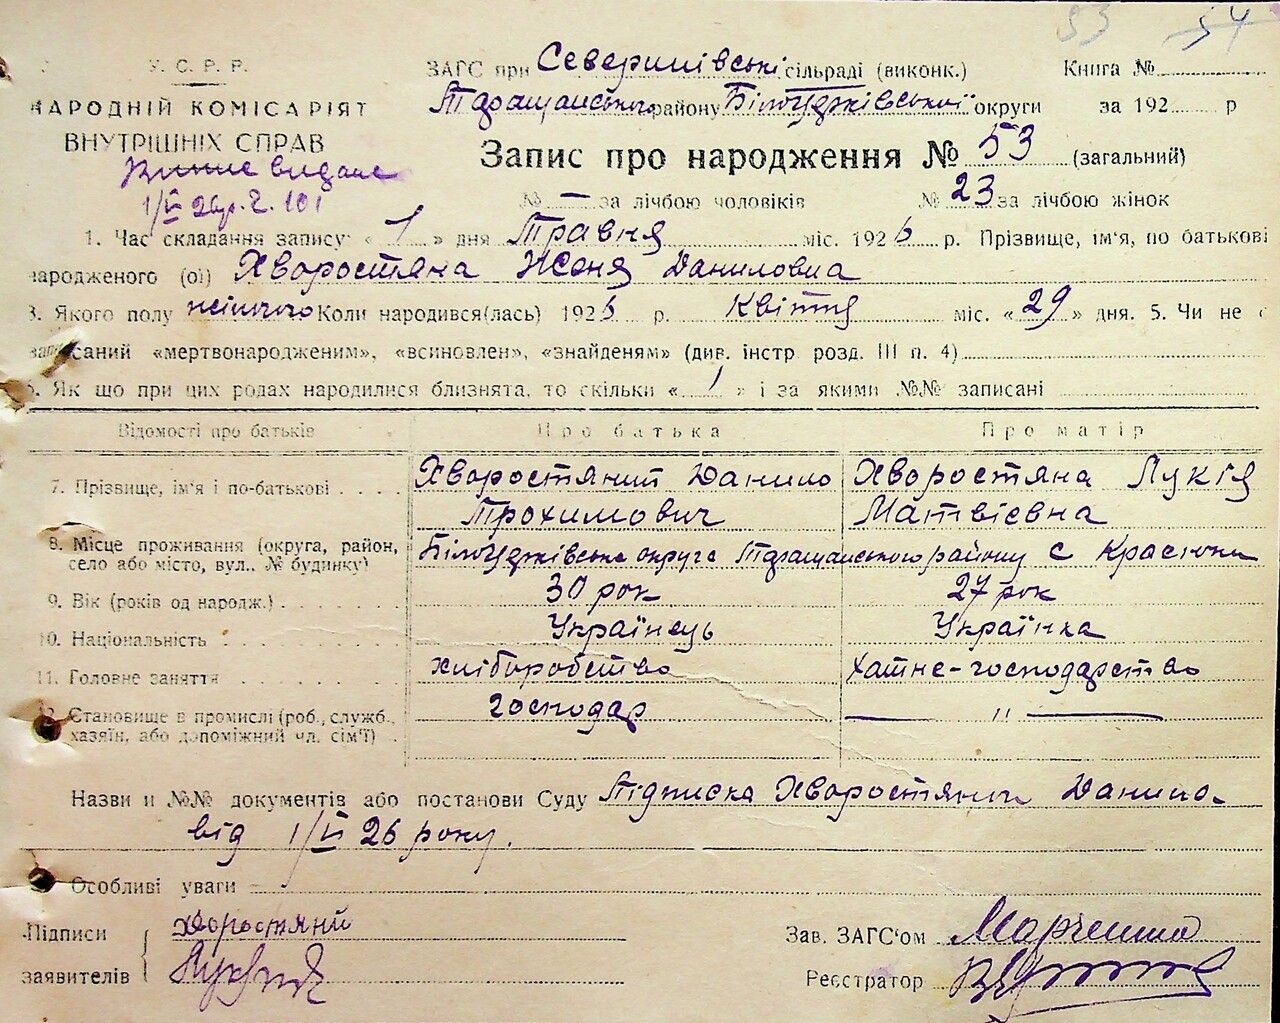 53 54
У. С. Р. Р.
НАРОДНІЙ КОМІСАРІЯТ
ВНУТРІШНІХ СПРАВ
видане
1/V 26 р. ч. 101
ЗАГС при Северинівські сільраді (виконк.) Книга №
району округи за 192 р
Запис про народження № 53 (загальний)
№ — за лічбою чоловіків № 23 за лічбою жінок
1. Час складання запису: « 1 » дня Травня міс. 1926 р. Прізвище, ім'я, по батькові
народженого (ої) Хворостяна Женя Даниловна
3. Якого полу жіночого Коли народився(лась) 1926 р. Квітня міс. « 29 » дня. 5. Чи не є
записаний «мертвонародженим», «всиновлен», «знайденям» (див. інстр розд. III п. 4)
6. Як що при цих родах народилися близнята, то скільки « / » і за якими №№ записані
Відомості про батьків Про батька Про матір
7. Прізвище, ім'я і по-батькові Хворостяний Данило Хворостяна Лукія
Трохимович Матвієвна
8. Місце проживання (округа, район, село або місто, вул., № будинку) округа району с
9. Вік (років од народж.) 30 рок 27 рок
10. Національність Українець Українка
11. Головне заняття хліборобство хатне-господарство
12. Становище в промислі (роб., служб., хазяїн, або допоміжний чл. сім'ї) господар — " —
Назви и №№ документів або постанови Суду Підписка Данила
від 1/V 26 року.
Особливі уваги —
Підписи Хворостяний Зав. ЗАГС'ом Марченко
заявителів Реєстратор